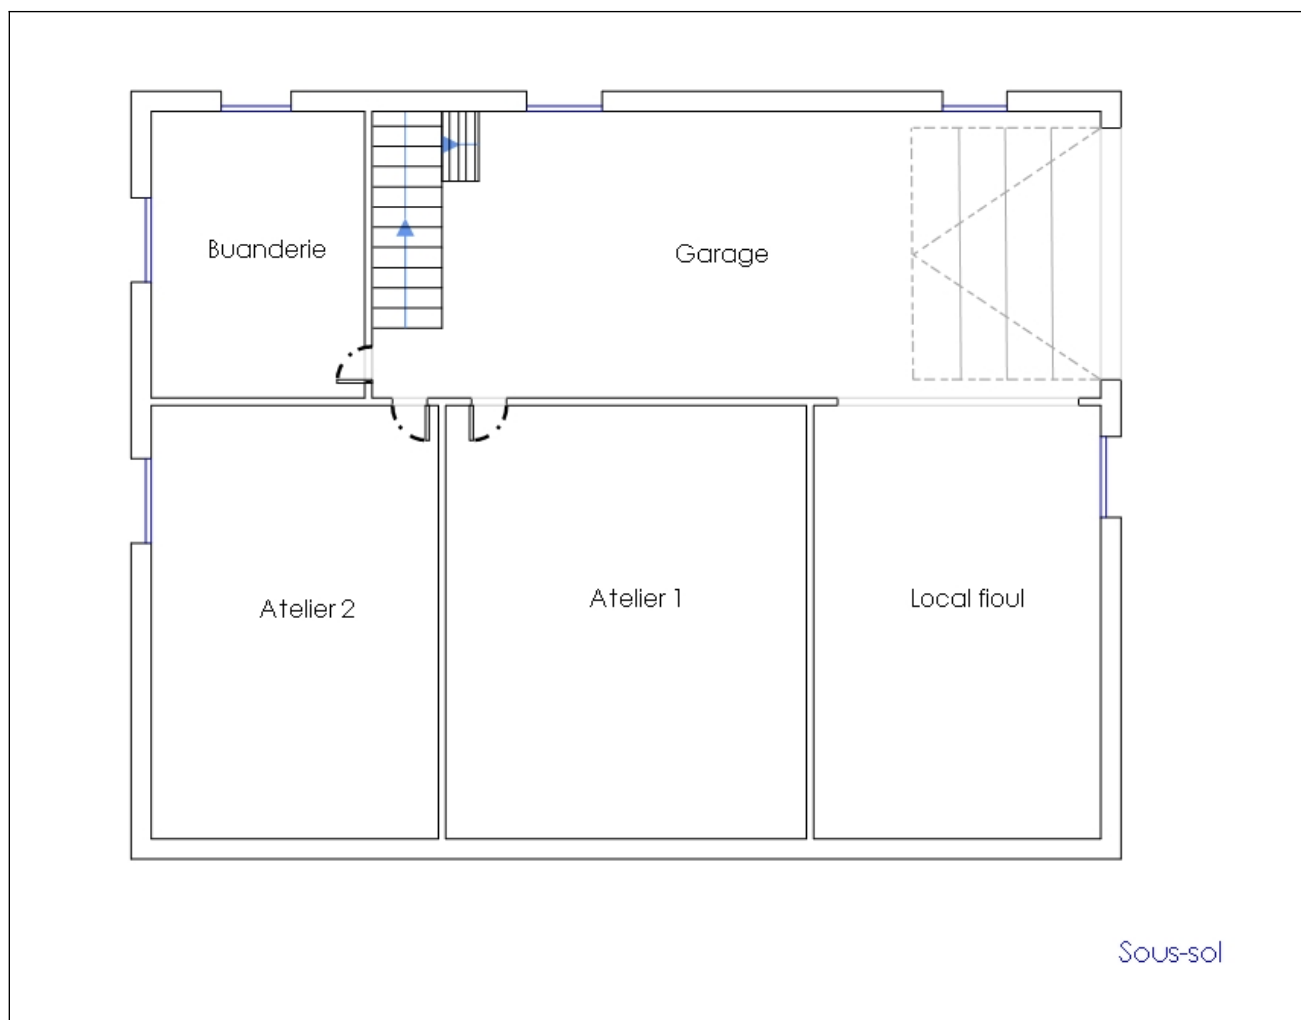 Buanderie
Garage
Atelier 2
Atelier 1
Local fioul
Sous-sol